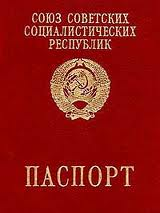 СОЮЗ СОВЕТСКИХ
СОЦИАЛИСТИЧЕСКИХ
РЕСПУБЛИК
ПАСПОРТ